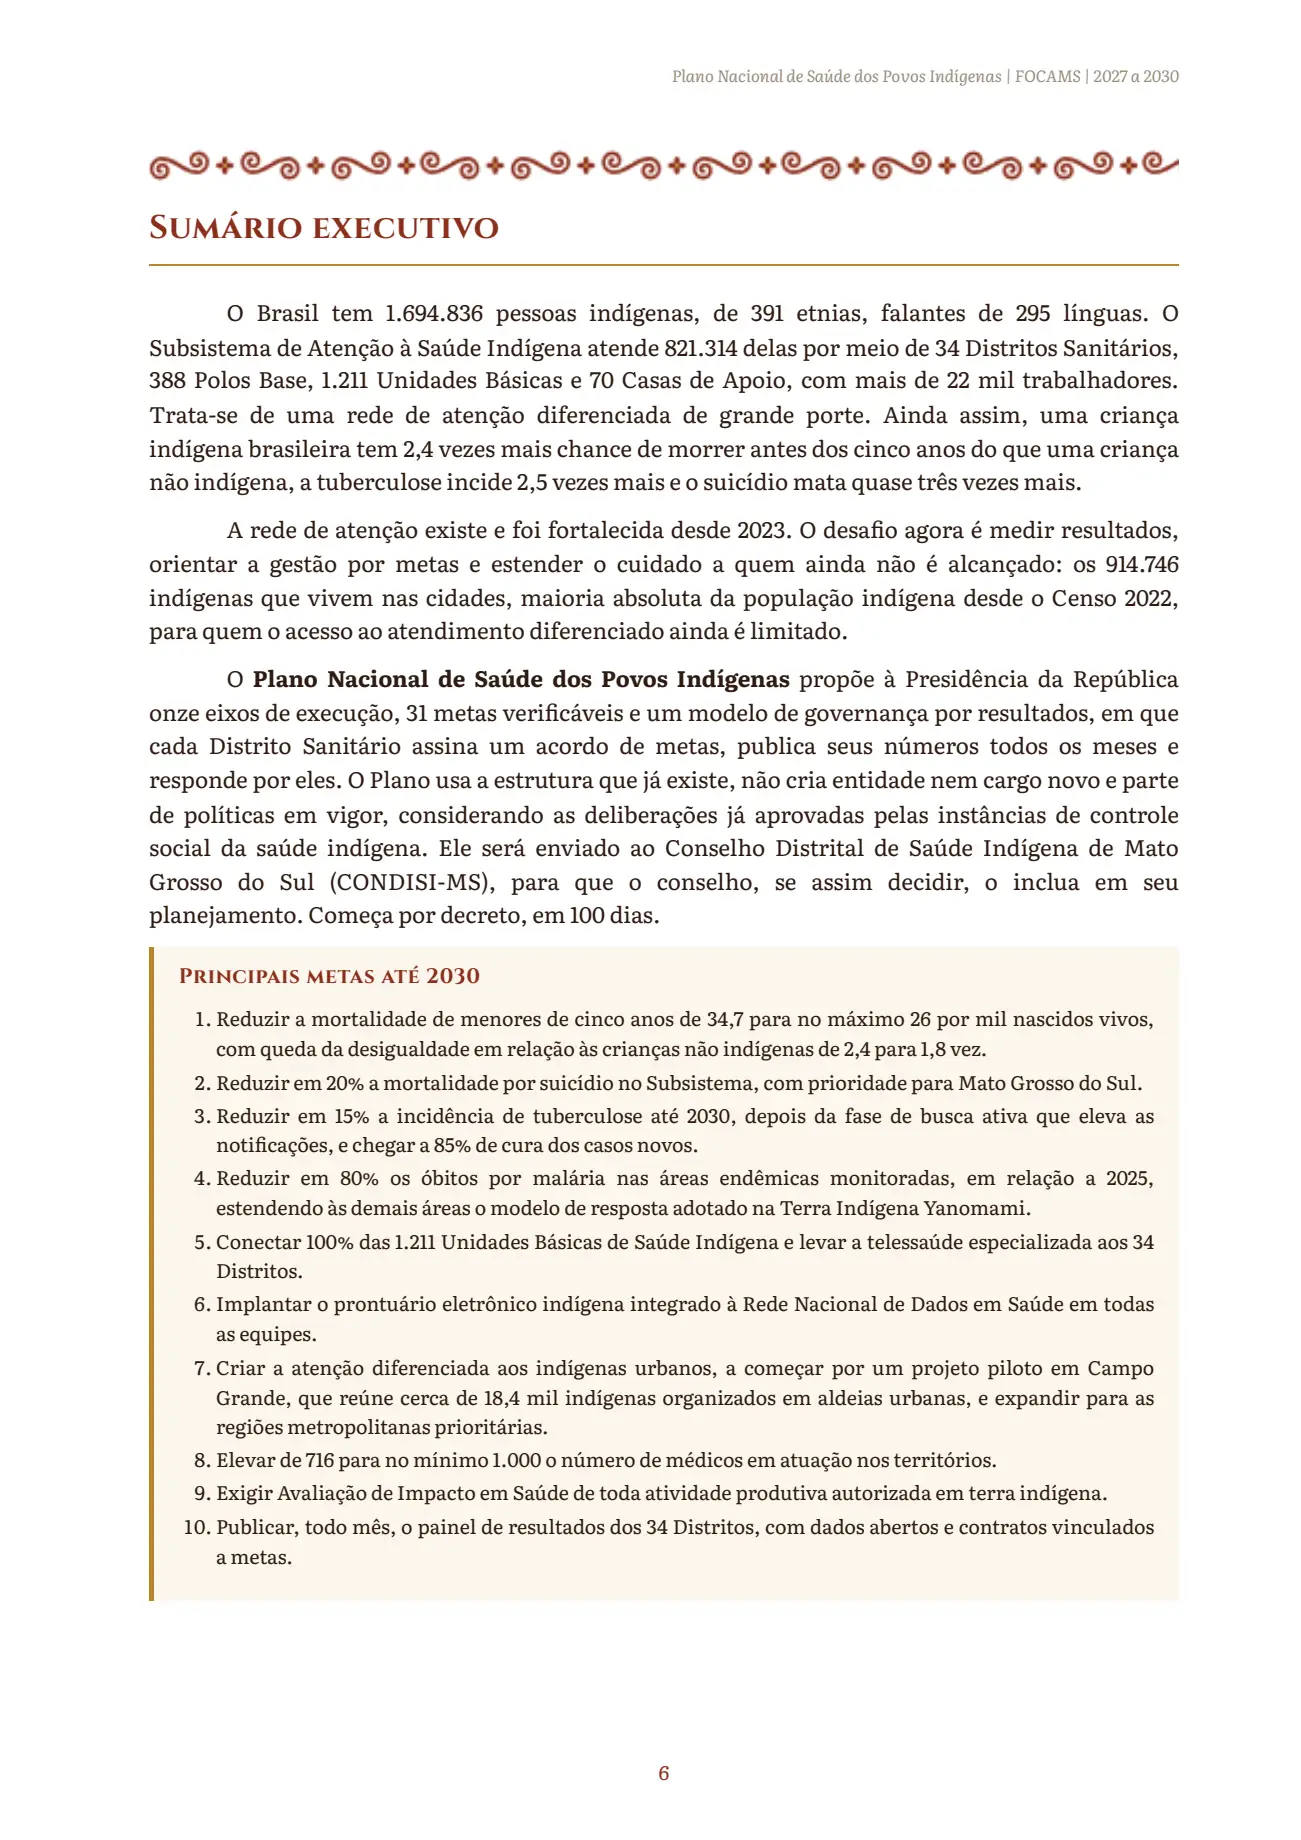 Plano Nacional de Saúde dos Povos Indígenas | FOCAMS | 2027 a 2030
Sumário executivo
O Brasil tem 1.694.836 pessoas indígenas, de 391 etnias, falantes de 295 línguas. O
Subsistema de Atenção à Saúde Indígena atende 821.314 delas por meio de 34 Distritos Sanitários,
388 Polos Base, 1.211 Unidades Básicas e 70 Casas de Apoio, com mais de 22 mil trabalhadores.
Trata-se de uma rede de atenção diferenciada de grande porte. Ainda assim, uma criança
indígena brasileira tem 2,4 vezes mais chance de morrer antes dos cinco anos do que uma criança
não indígena, a tuberculose incide 2,5 vezes mais e o suicídio mata quase três vezes mais.
A rede de atenção existe e foi fortalecida desde 2023. O desafio agora é medir resultados,
orientar a gestão por metas e estender o cuidado a quem ainda não é alcançado: os 914.746
indígenas que vivem nas cidades, maioria absoluta da população indígena desde o Censo 2022,
para quem o acesso ao atendimento diferenciado ainda é limitado.
O Plano Nacional de Saúde dos Povos Indígenas propõe à Presidência da República
onze eixos de execução, 31 metas verificáveis e um modelo de governança por resultados, em que
cada Distrito Sanitário assina um acordo de metas, publica seus números todos os meses e
responde por eles. O Plano usa a estrutura que já existe, não cria entidade nem cargo novo e parte
de políticas em vigor, considerando as deliberações já aprovadas pelas instâncias de controle
social da saúde indígena. Ele será enviado ao Conselho Distrital de Saúde Indígena de Mato
Grosso do Sul (CONDISI-MS), para que o conselho, se assim decidir, o inclua em seu
planejamento. Começa por decreto, em 100 dias.
Principais metas até 2030
1. Reduzir a mortalidade de menores de cinco anos de 34,7 para no máximo 26 por mil nascidos vivos,
com queda da desigualdade em relação às crianças não indígenas de 2,4 para 1,8 vez.
2. Reduzir em 20% a mortalidade por suicídio no Subsistema, com prioridade para Mato Grosso do Sul.
3. Reduzir em 15% a incidência de tuberculose até 2030, depois da fase de busca ativa que eleva as
notificações, e chegar a 85% de cura dos casos novos.
4. Reduzir em 80% os óbitos por malária nas áreas endêmicas monitoradas, em relação a 2025,
estendendo às demais áreas o modelo de resposta adotado na Terra Indígena Yanomami.
5. Conectar 100% das 1.211 Unidades Básicas de Saúde Indígena e levar a telessaúde especializada aos 34
Distritos.
6. Implantar o prontuário eletrônico indígena integrado à Rede Nacional de Dados em Saúde em todas
as equipes.
7. Criar a atenção diferenciada aos indígenas urbanos, a começar por um projeto piloto em Campo
Grande, que reúne cerca de 18,4 mil indígenas organizados em aldeias urbanas, e expandir para as
regiões metropolitanas prioritárias.
8. Elevar de 716 para no mínimo 1.000 o número de médicos em atuação nos territórios.
9. Exigir Avaliação de Impacto em Saúde de toda atividade produtiva autorizada em terra indígena.
10. Publicar, todo mês, o painel de resultados dos 34 Distritos, com dados abertos e contratos vinculados
a metas.
6